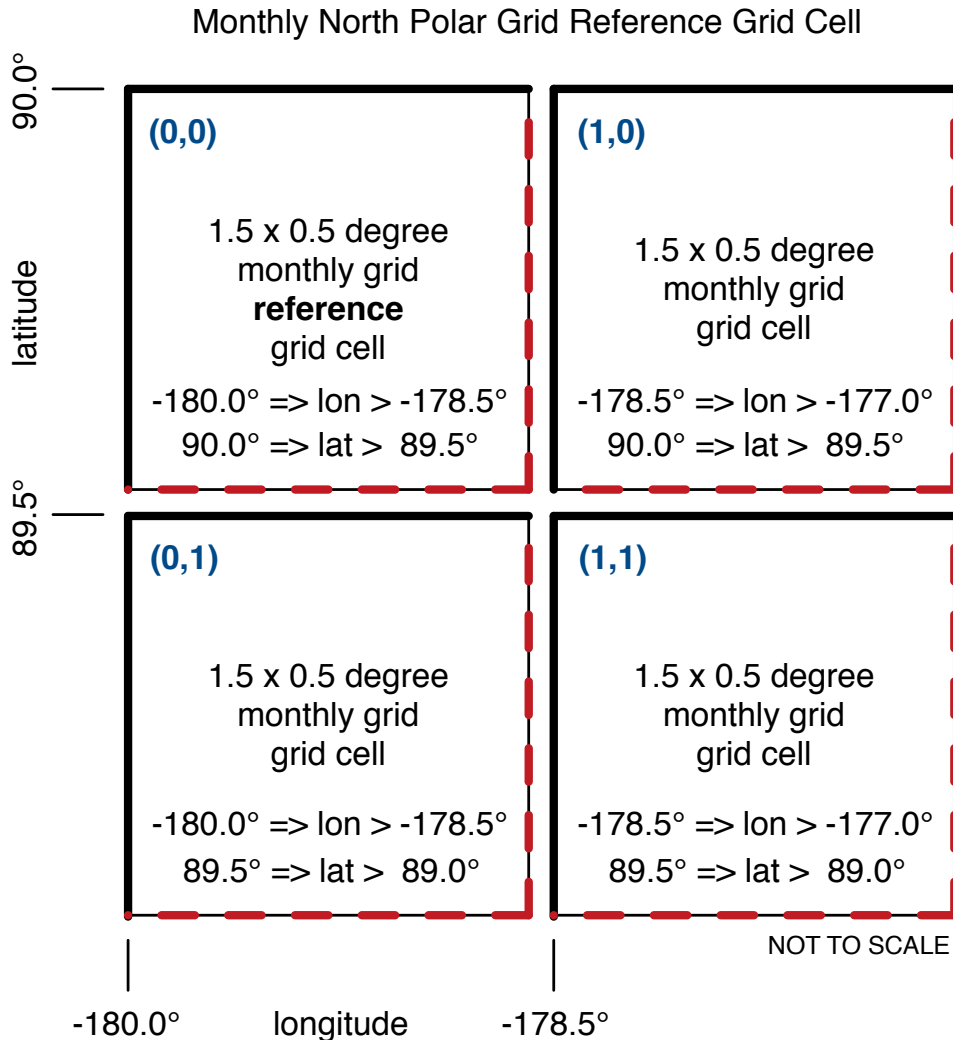 Monthly North Polar Grid Reference Grid Cell
90.0°
(0,0)
1.5 x 0.5 degree
monthly grid
reference
grid cell
-180.0° => lon > -178.5°
90.0° => lat >  89.5°
(1,0)
1.5 x 0.5 degree
monthly grid
grid cell
-178.5° => lon > -177.0°
90.0° => lat >  89.5°
latitude
89.5°
(0,1)
1.5 x 0.5 degree
monthly grid
grid cell
-180.0° => lon > -178.5°
89.5° => lat >  89.0°
(1,1)
1.5 x 0.5 degree
monthly grid
grid cell
-178.5° => lon > -177.0°
89.5° => lat >  89.0°
NOT TO SCALE
-180.0°
longitude
-178.5°